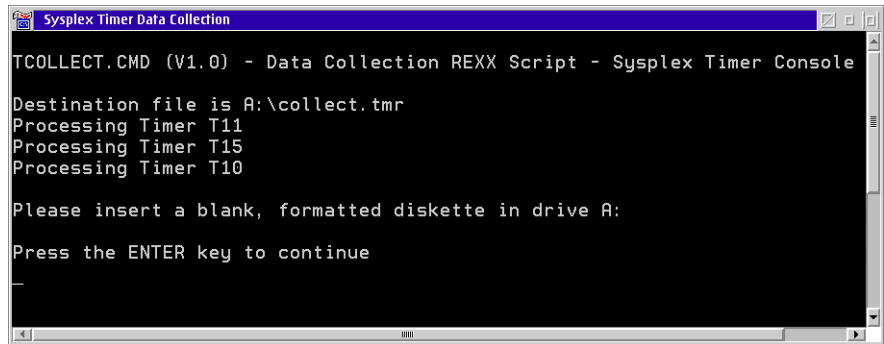 Sysplex Timer Data Collection
TCOLLECT.CMD (V1.0) - Data Collection REXX Script - Sysplex Timer Console
Destination file is A:\collect.tmr
Processing Timer T11
Processing Timer T15
Processing Timer T10
Please insert a blank, formatted diskette in drive A:
Press the ENTER key to continue
_